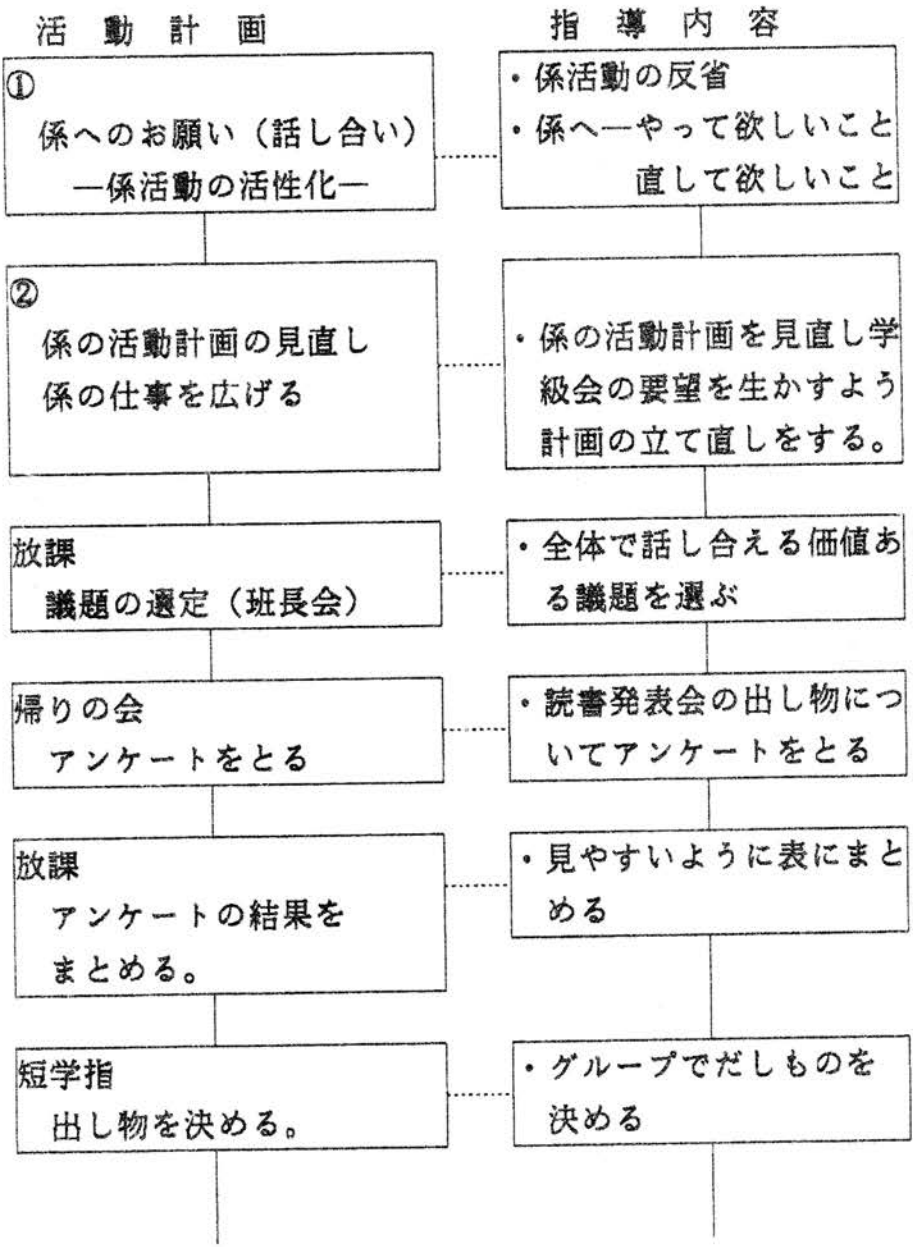 活動計画
指導内容
①
係へのお願い（話し合い）
―係活動の活性化―
・係活動の反省
・係へ―やって欲しいこと
直して欲しいこと
②
係の活動計画の見直し
係の仕事を広げる
・係の活動計画を見直し学
級会の要望を生かすよう
計画の立て直しをする。
放課
議題の選定（班長会）
・全体で話し合える価値あ
る議題を選ぶ
帰りの会
アンケートをとる
・読書発表会の出し物につ
いてアンケートをとる
放課
アンケートの結果を
まとめる。
・見やすいように表にまと
める
短学指
出し物を決める。
・グループでだしものを
決める